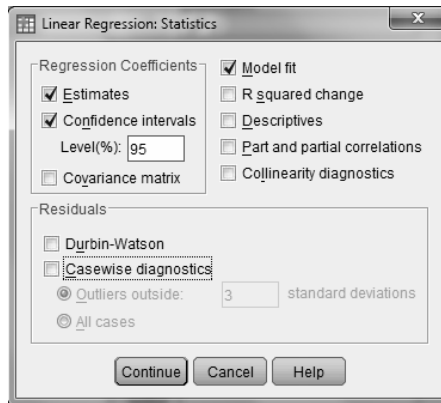 Linear Regression: Statistics
x
Regression Coefficients
Estimates
Confidence intervals
Level(%): 95
Covariance matrix
Model fit
R squared change
Descriptives
Part and partial correlations
Collinearity diagnostics
Residuals
Durbin-Watson
Casewise diagnostics
Outliers outside: 3 standard deviations
All cases
Continue Cancel Help